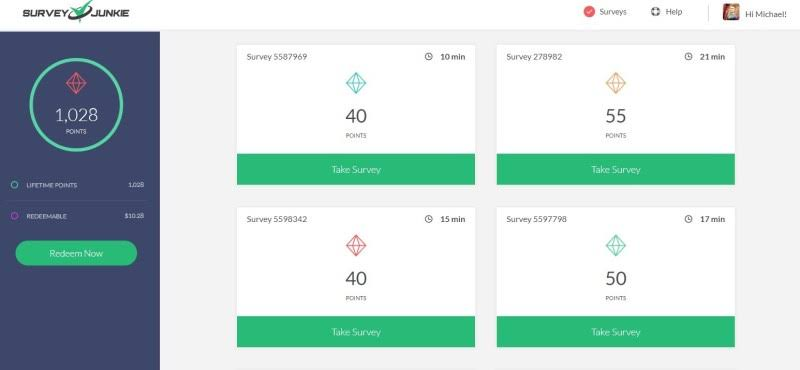 SURVEY JUNKIE
Surveys
Help
Hi Michael!
1,028
POINTS
LIFETIME POINTS 1,028
REDEEMABLE $10.28
Redeem Now
Survey 5587969 10 min
40
POINTS
Take Survey
Survey 278982 21 min
55
POINTS
Take Survey
Survey 5598342 15 min
40
POINTS
Take Survey
Survey 5597798 17 min
50
POINTS
Take Survey